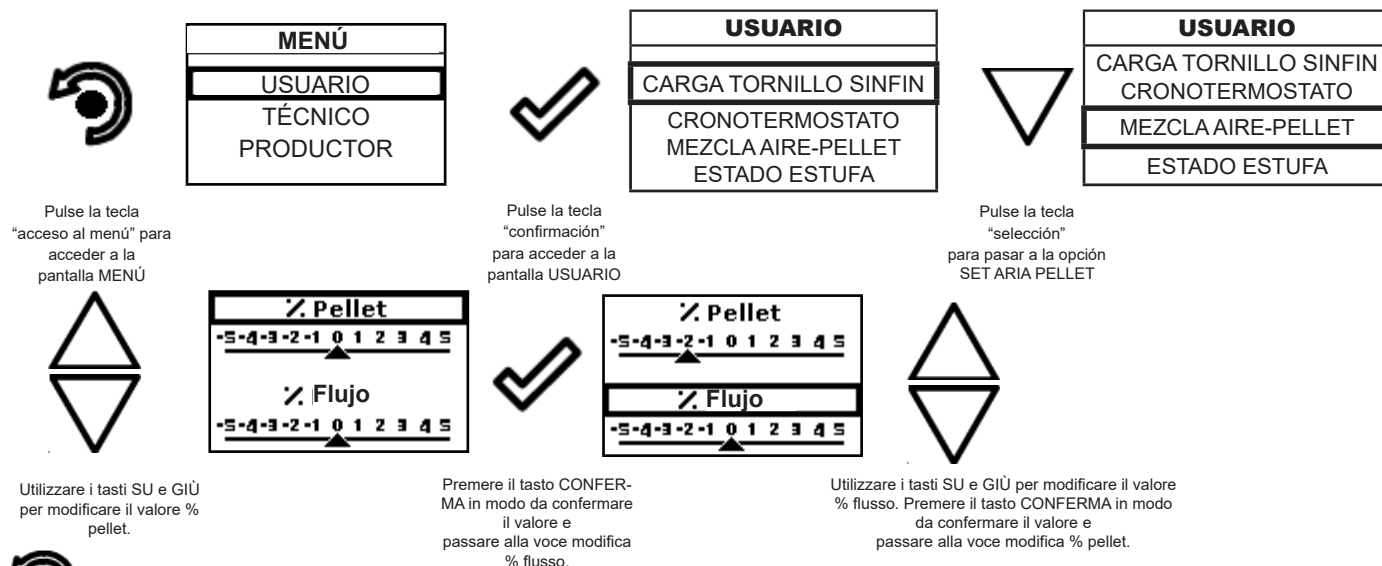 MENÚ
USUARIO
TÉCNICO
PRODUCTOR
USUARIO
CARGA TORNILLO SINFIN
CRONOTERMOSTATO
MEZCLA AIRE-PELLET
ESTADO ESTUFA
USUARIO
CARGA TORNILLO SINFIN
CRONOTERMOSTATO
MEZCLA AIRE-PELLET
ESTADO ESTUFA
Pulse la tecla
“acceso al menú” para
acceder a la
pantalla MENÚ
Pulse la tecla
“confirmación”
para acceder a la
pantalla USUARIO
Pulse la tecla
“selección”
para pasar a la opción
SET ARIA PELLET
% Pellet
-5-4-3-2-1 0 1 2 3 4 5
% Flujo
-5-4-3-2-1 0 1 2 3 4 5
% Pellet
-5-4-3-2-1 0 1 2 3 4 5
% Flujo
-5-4-3-2-1 0 1 2 3 4 5
Utilizzare i tasti SU e GIÙ
per modificare il valore %
pellet.
Premere il tasto CONFER-
MA in modo da confermare
il valore e
passare alla voce modifica
% flusso.
Utilizzare i tasti SU e GIÙ per modificare il valore
% flusso. Premere il tasto CONFERMA in modo
da confermare il valore e
passare alla voce modifica % pellet.